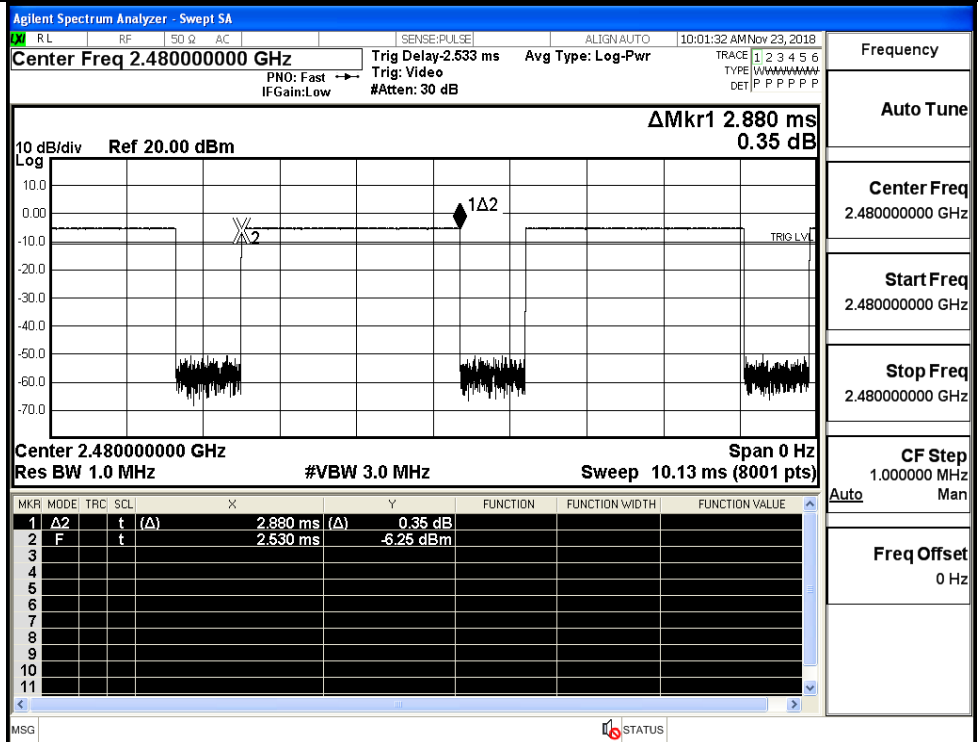 Agilent Spectrum Analyzer - Swept SA
LXI RL RF 50 Ω AC SENSE:PULSE ALIGN AUTO 10:01:32 AM Nov 23, 2018
Center Freq 2.480000000 GHz
PNO: Fast
IFGain:Low
Trig Delay-2.533 ms
Trig: Video
#Atten: 30 dB
Avg Type: Log-Pwr
TRACE 1 2 3 4 5 6
TYPE WWWWWW
DET P P P P P P
ΔMkr1 2.880 ms
0.35 dB
10 dB/div Ref 20.00 dBm
Log
10.0
0.00
-10.0
-20.0
-30.0
-40.0
-50.0
-60.0
-70.0
2
1Δ2
TRIG LVL
Center 2.480000000 GHz Span 0 Hz
Res BW 1.0 MHz #VBW 3.0 MHz Sweep 10.13 ms (8001 pts)
MKR MODE TRC SCL X Y FUNCTION FUNCTION WIDTH FUNCTION VALUE
1 Δ2 t (Δ) 2.880 ms (Δ) 0.35 dB
2 F t 2.530 ms -6.25 dBm
3
4
5
6
7
8
9
10
11
MSG STATUS
Frequency
Auto Tune
Center Freq
2.480000000 GHz
Start Freq
2.480000000 GHz
Stop Freq
2.480000000 GHz
CF Step
1.000000 MHz
Auto Man
Freq Offset
0 Hz